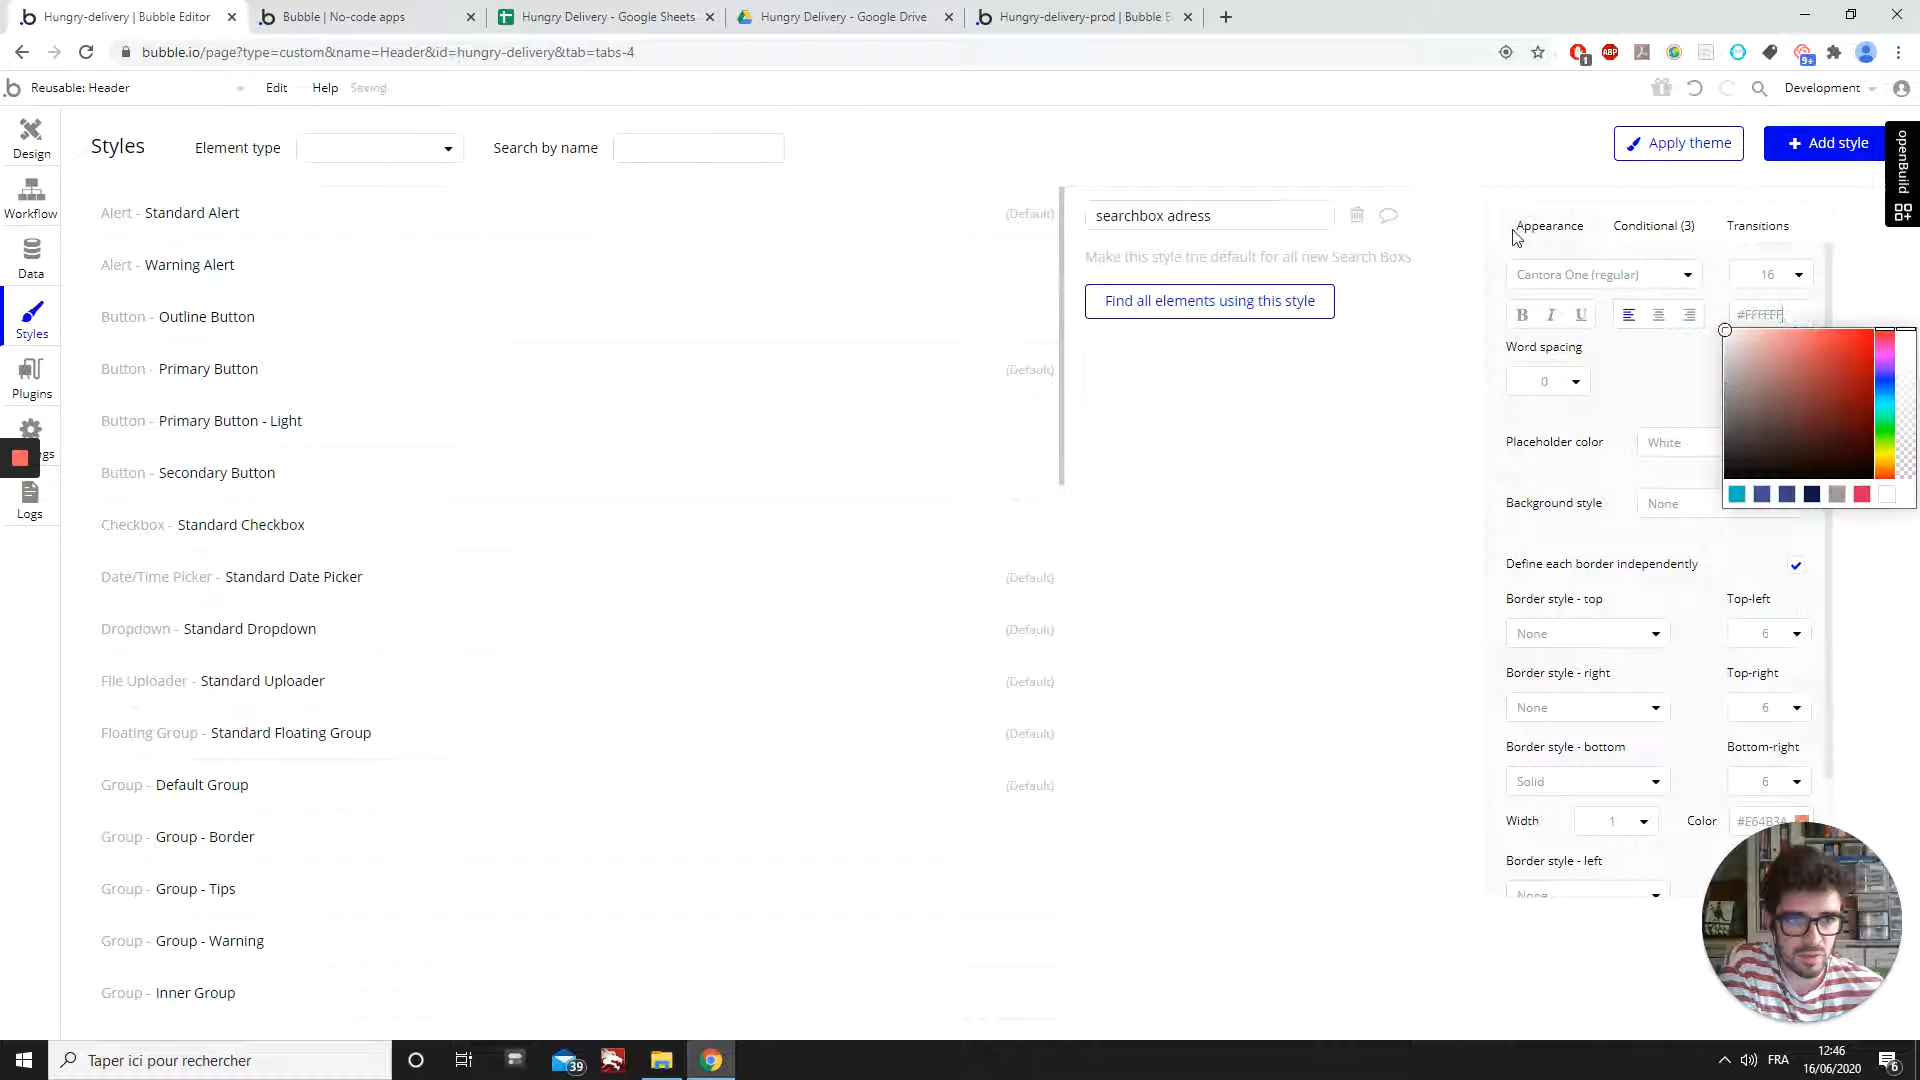 Hungry-delivery | Bubble Editor
Bubble | No-code apps
Hungry Delivery - Google Sheets
Hungry Delivery - Google Drive
Hungry-delivery-prod | Bubble E
bubble.io/page?type=custom&name=Header&id=hungry-delivery&tab=tabs-4
1
ABP
9+
Reusable: Header
Edit
Help
Saving...
Development
Design
Workflow
Data
Styles
Plugins
gs
Logs
Styles
Element type
Search by name
Apply theme
+ Add style
openBuild
Alert - Standard Alert
(Default)
Alert - Warning Alert
Button - Outline Button
Button - Primary Button
(Default)
Button - Primary Button - Light
Button - Secondary Button
Checkbox - Standard Checkbox
Date/Time Picker - Standard Date Picker
(Default)
Dropdown - Standard Dropdown
(Default)
File Uploader - Standard Uploader
(Default)
Floating Group - Standard Floating Group
(Default)
Group - Default Group
(Default)
Group - Group - Border
Group - Group - Tips
Group - Group - Warning
Group - Inner Group
searchbox adress
Make this style the default for all new Search Boxs
Find all elements using this style
Appearance
Conditional (3)
Transitions
Cantora One (regular)
16
B I U
#FFFFFF
Word spacing
0
Placeholder color
White
Background style
None
Define each border independently
Border style - top
Top-left
None
6
Border style - right
Top-right
None
6
Border style - bottom
Bottom-right
Solid
6
Width
1
Color
#E64B3A
Border style - left
None
Taper ici pour rechercher
39
FRA
12:46
16/06/2020
6